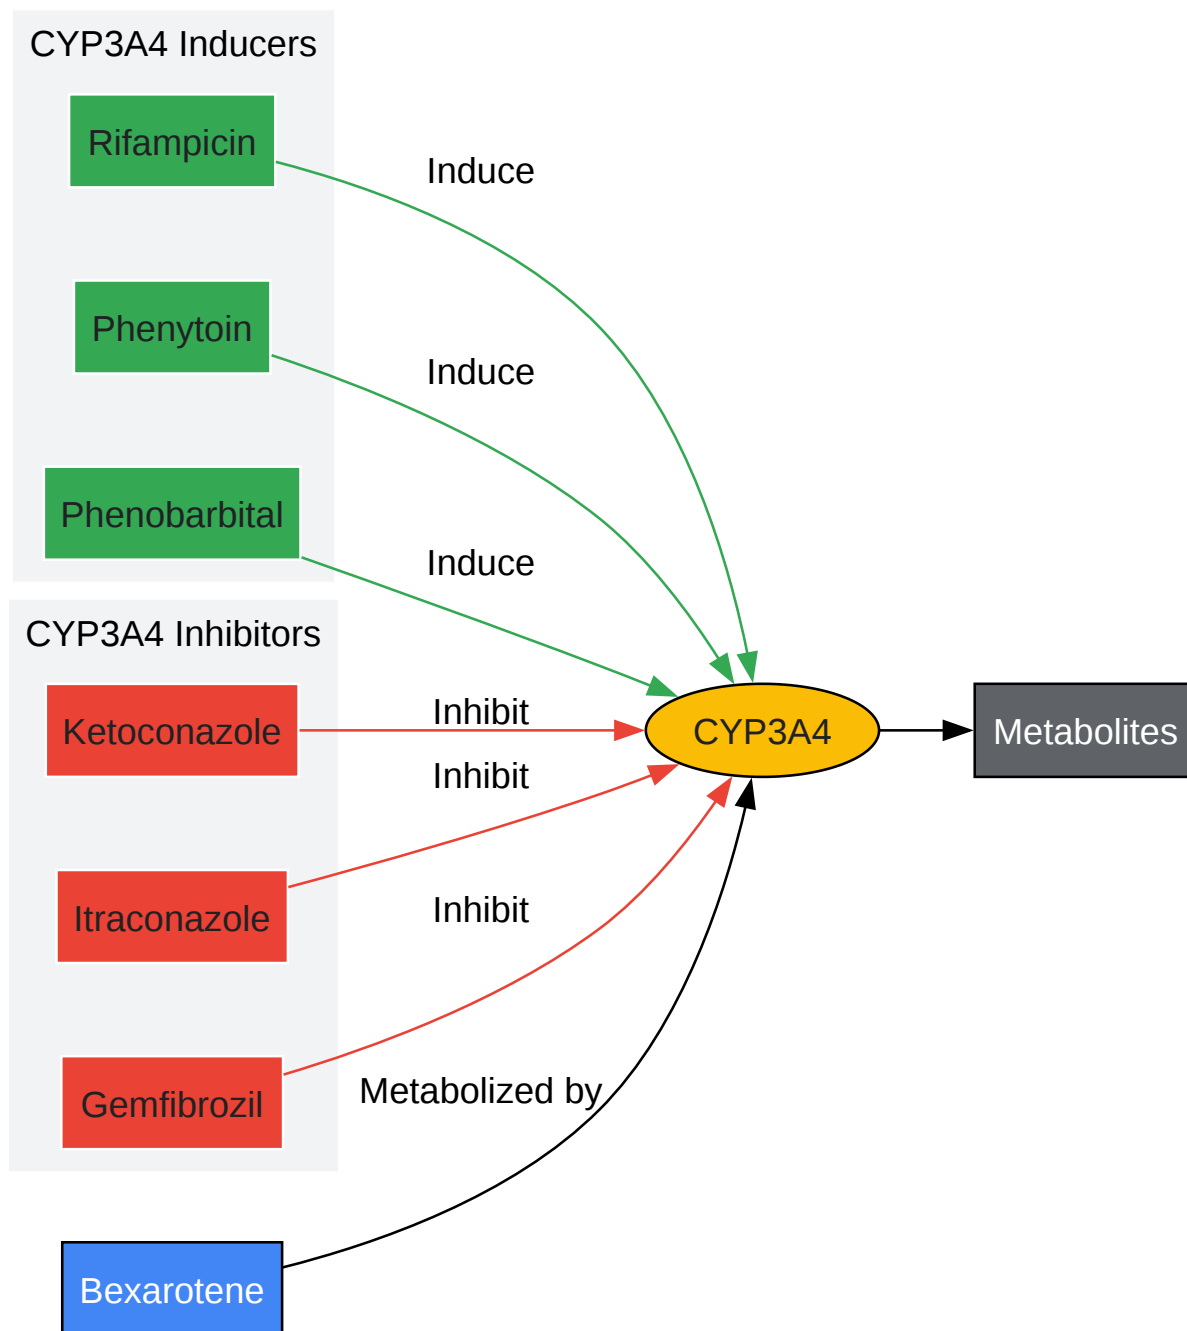 CYP3A4 Inducers
Rifampicin
Induce
Phenytoin
Induce
Phenobarbital
Induce
CYP3A4 Inhibitors
Ketoconazole
Inhibit
CYP3A4
Metabolites
Inhibit
Itraconazole
Inhibit
Gemfibrozil
Metabolized by
Bexarotene